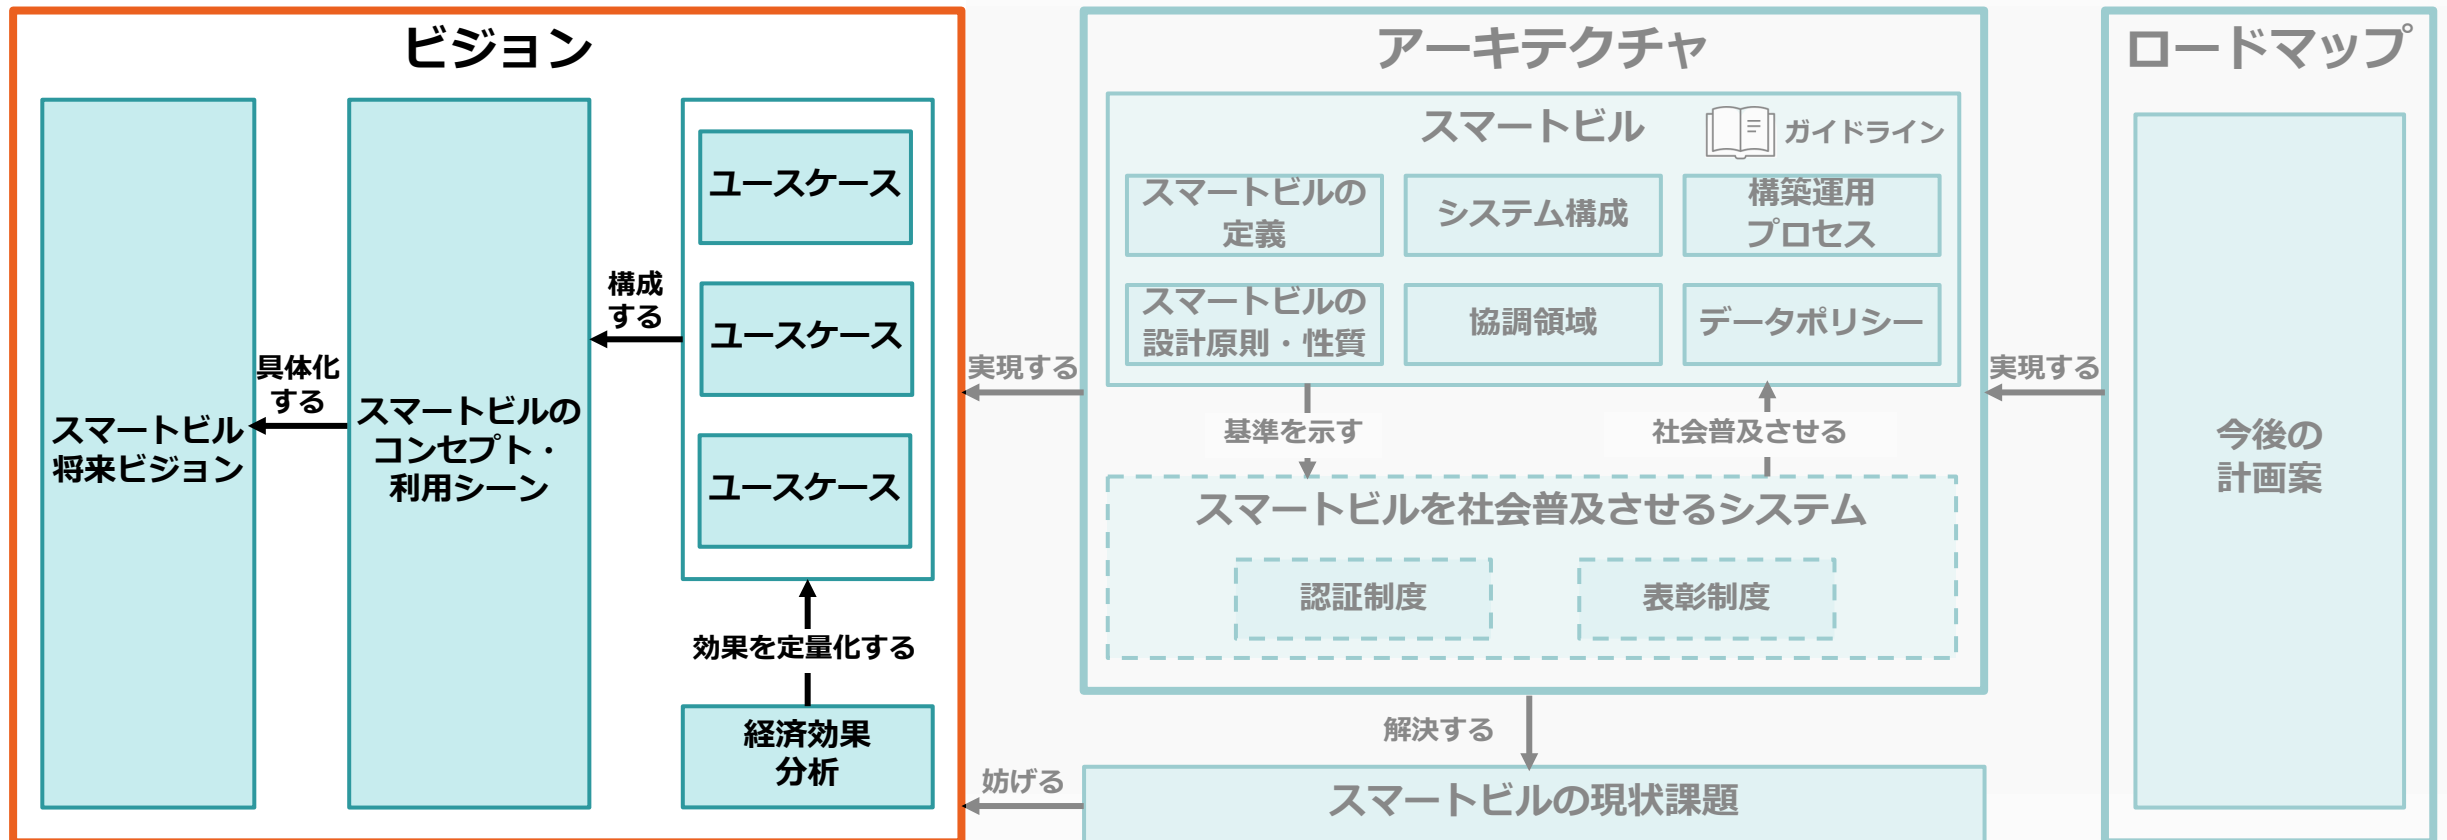 ビジョン
スマートビル
将来ビジョン
具体化
する
スマートビルの
コンセプト・
利用シーン
構成
する
ユースケース
ユースケース
ユースケース
効果を定量化する
経済効果
分析
実現する
妨げる
アーキテクチャ
スマートビル
ガイドライン
スマートビルの
定義
システム構成
構築運用
プロセス
スマートビルの
設計原則・性質
協調領域
データポリシー
基準を示す
社会普及させる
スマートビルを社会普及させるシステム
認証制度
表彰制度
解決する
スマートビルの現状課題
実現する
ロードマップ
今後の
計画案